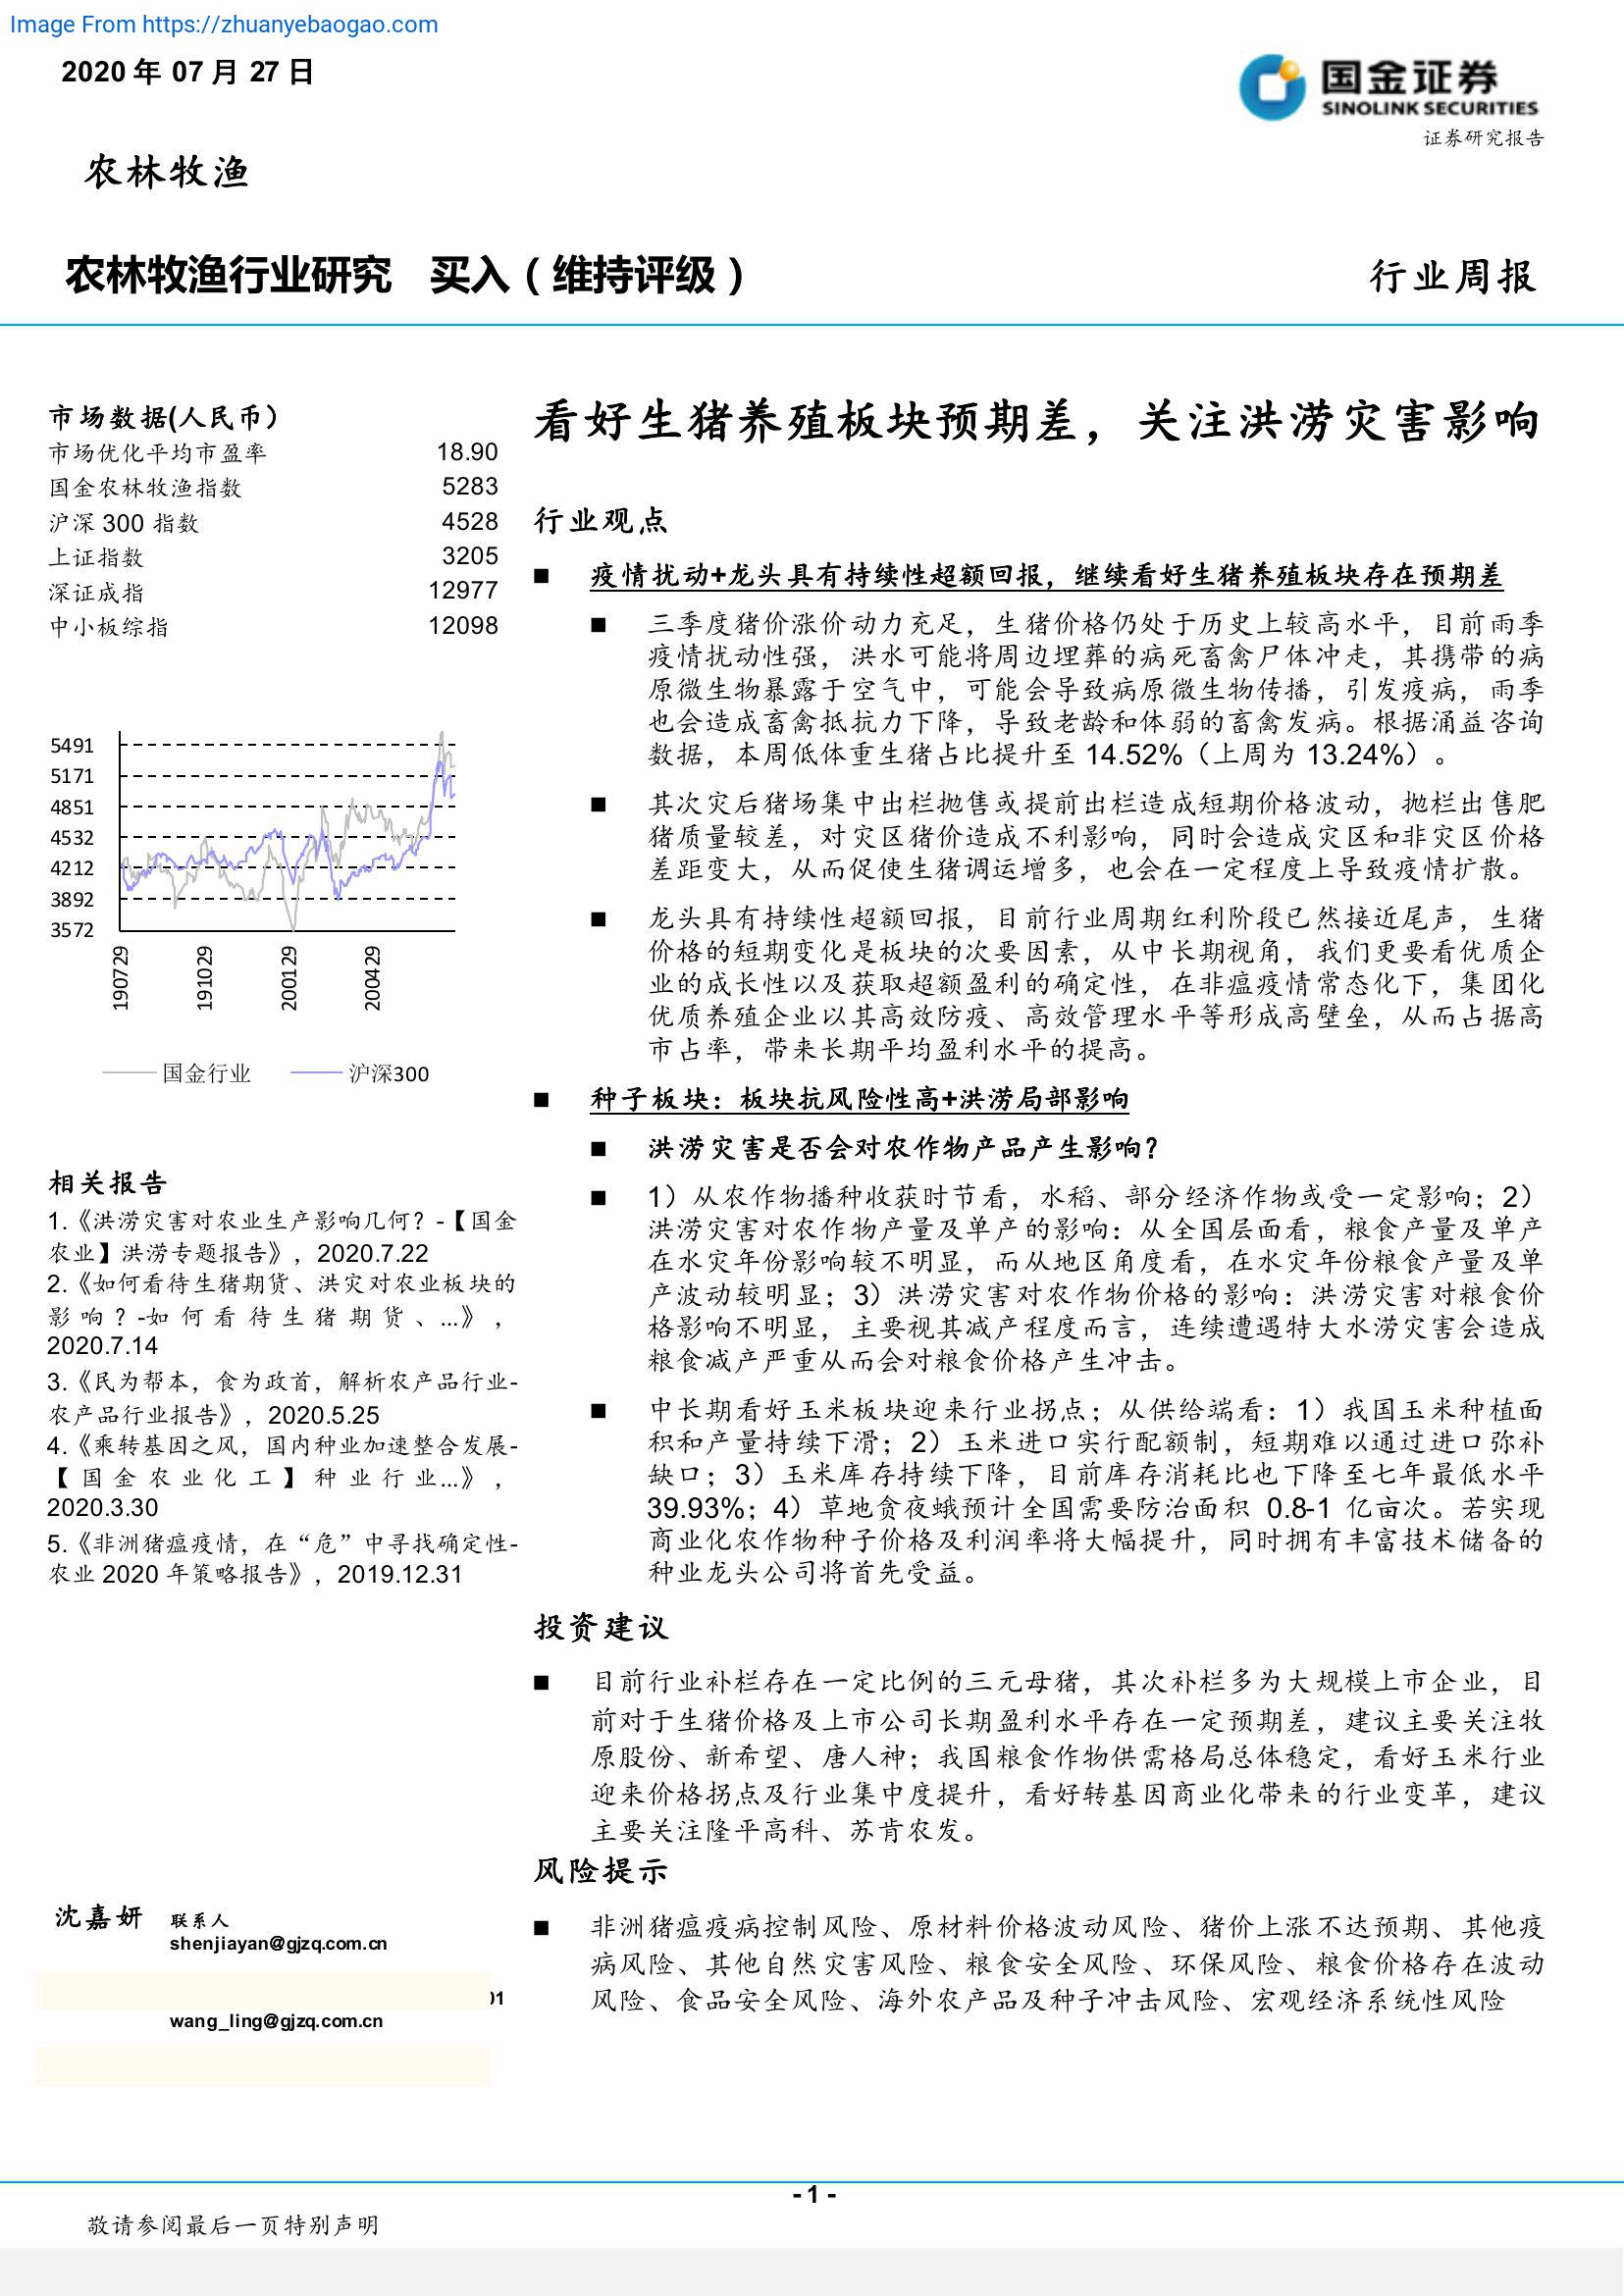 Image From https://zhuanyebaogao.com
2020 年 07 月 27 日
国金证券
SINOLINK SECURITIES
证券研究报告
农林牧渔
农林牧渔行业研究 买入（维持评级）
行业周报
市场数据(人民币）
市场优化平均市盈率 18.90
国金农林牧渔指数 5283
沪深 300 指数 4528
上证指数 3205
深证成指 12977
中小板综指 12098
5491
5171
4851
4532
4212
3892
3572
190729
191029
200129
200429
国金行业 沪深300
相关报告
1.《洪涝灾害对农业生产影响几何？-【国金
农业】洪涝专题报告》，2020.7.22
2.《如何看待生猪期货、洪灾对农业板块的
影响？-如何看待生猪期货、...》，
2020.7.14
3.《民为帮本，食为政首，解析农产品行业-
农产品行业报告》，2020.5.25
4.《乘转基因之风，国内种业加速整合发展-
【国金农业化工】种业行业...》，
2020.3.30
5.《非洲猪瘟疫情，在“危”中寻找确定性-
农业 2020 年策略报告》，2019.12.31
沈嘉妍 联系人
shenjiayan@gjzq.com.cn
01
wang_ling@gjzq.com.cn
看好生猪养殖板块预期差，关注洪涝灾害影响
行业观点
■ 疫情扰动+龙头具有持续性超额回报，继续看好生猪养殖板块存在预期差
■ 三季度猪价涨价动力充足，生猪价格仍处于历史上较高水平，目前雨季
疫情扰动性强，洪水可能将周边埋葬的病死畜禽尸体冲走，其携带的病
原微生物暴露于空气中，可能会导致病原微生物传播，引发疫病，雨季
也会造成畜禽抵抗力下降，导致老龄和体弱的畜禽发病。根据涌益咨询
数据，本周低体重生猪占比提升至 14.52%（上周为 13.24%）。
■ 其次灾后猪场集中出栏抛售或提前出栏造成短期价格波动，抛栏出售肥
猪质量较差，对灾区猪价造成不利影响，同时会造成灾区和非灾区价格
差距变大，从而促使生猪调运增多，也会在一定程度上导致疫情扩散。
■ 龙头具有持续性超额回报，目前行业周期红利阶段已然接近尾声，生猪
价格的短期变化是板块的次要因素，从中长期视角，我们更要看优质企
业的成长性以及获取超额盈利的确定性，在非瘟疫情常态化下，集团化
优质养殖企业以其高效防疫、高效管理水平等形成高壁垒，从而占据高
市占率，带来长期平均盈利水平的提高。
■ 种子板块：板块抗风险性高+洪涝局部影响
■ 洪涝灾害是否会对农作物产品产生影响？
■ 1）从农作物播种收获时节看，水稻、部分经济作物或受一定影响；2）
洪涝灾害对农作物产量及单产的影响：从全国层面看，粮食产量及单产
在水灾年份影响较不明显，而从地区角度看，在水灾年份粮食产量及单
产波动较明显；3）洪涝灾害对农作物价格的影响：洪涝灾害对粮食价
格影响不明显，主要视其减产程度而言，连续遭遇特大水涝灾害会造成
粮食减产严重从而会对粮食价格产生冲击。
■ 中长期看好玉米板块迎来行业拐点；从供给端看：1）我国玉米种植面
积和产量持续下滑；2）玉米进口实行配额制，短期难以通过进口弥补
缺口；3）玉米库存持续下降，目前库存消耗比也下降至七年最低水平
39.93%；4）草地贪夜蛾预计全国需要防治面积 0.8-1 亿亩次。若实现
商业化农作物种子价格及利润率将大幅提升，同时拥有丰富技术储备的
种业龙头公司将首先受益。
投资建议
■ 目前行业补栏存在一定比例的三元母猪，其次补栏多为大规模上市企业，目
前对于生猪价格及上市公司长期盈利水平存在一定预期差，建议主要关注牧
原股份、新希望、唐人神；我国粮食作物供需格局总体稳定，看好玉米行业
迎来价格拐点及行业集中度提升，看好转基因商业化带来的行业变革，建议
主要关注隆平高科、苏肯农发。
风险提示
■ 非洲猪瘟疫病控制风险、原材料价格波动风险、猪价上涨不达预期、其他疫
病风险、其他自然灾害风险、粮食安全风险、环保风险、粮食价格存在波动
风险、食品安全风险、海外农产品及种子冲击风险、宏观经济系统性风险
- 1 -
敬请参阅最后一页特别声明